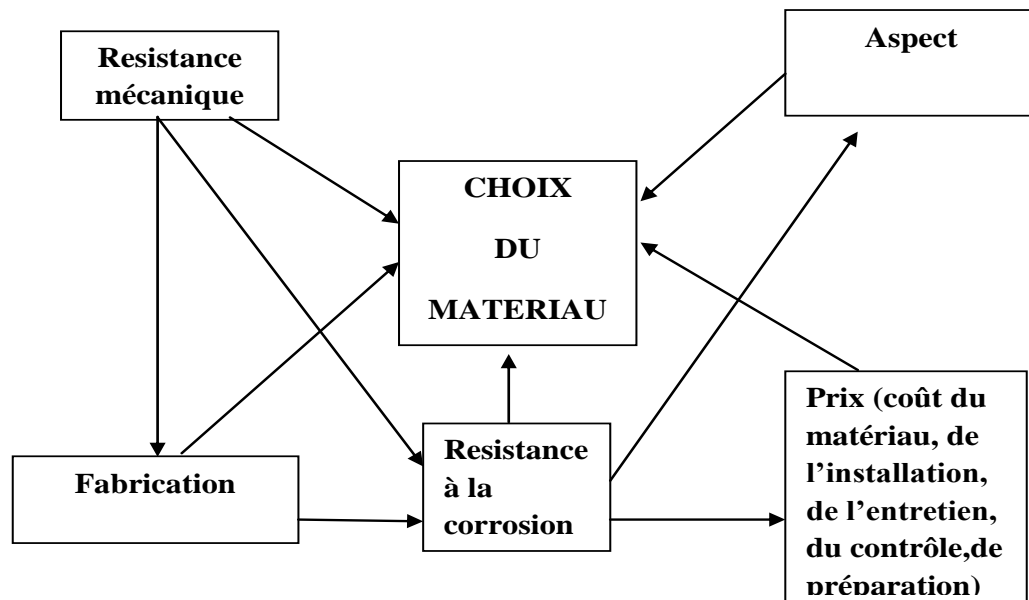 Resistance
mécanique
Aspect
CHOIX
DU
MATERIAU
Fabrication
Resistance
à la
corrosion
Prix (coût du
matériau, de
l’installation,
de l’entretien,
du contrôle,de
préparation)